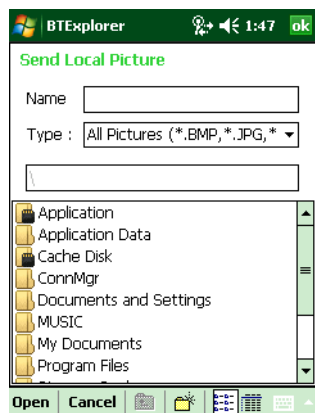 BTExplorer 1:47 ok
Send Local Picture
Name
Type : All Pictures (*.BMP,*.JPG,*
\
Application
Application Data
Cache Disk
ConnMgr
Documents and Settings
MUSIC
My Documents
Program Files
Open Cancel